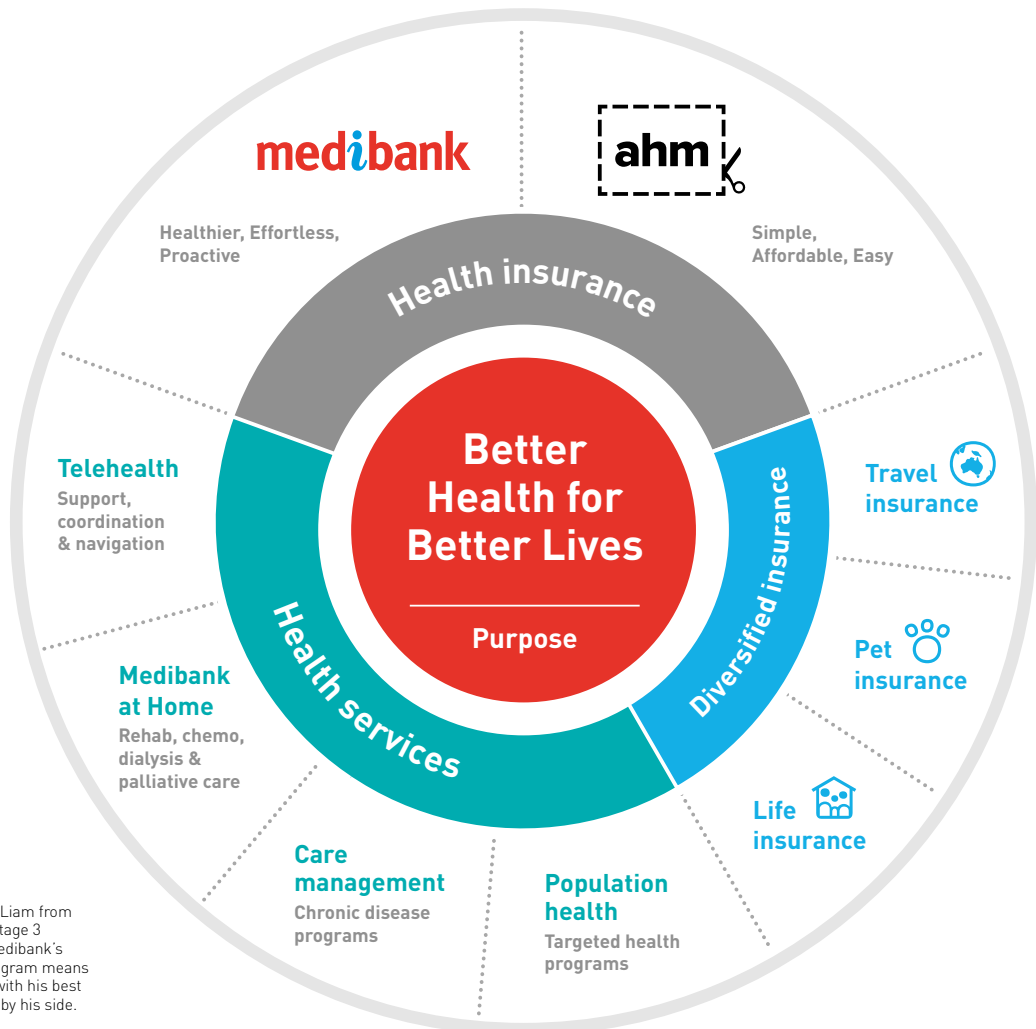 medibank
Healthier, Effortless,
Proactive
ahm
Simple,
Affordable, Easy
Health insurance
Better
Health for
Better Lives
Purpose
Diversified insurance
Travel
insurance
Pet
insurance
Life
insurance
Health services
Telehealth
Support,
coordination
& navigation
Medibank
at Home
Rehab, chemo,
dialysis &
palliative care
Care
management
Chronic disease
programs
Population
health
Targeted health
programs
Liam from
tage 3
edibank's
gram means
with his best
by his side.